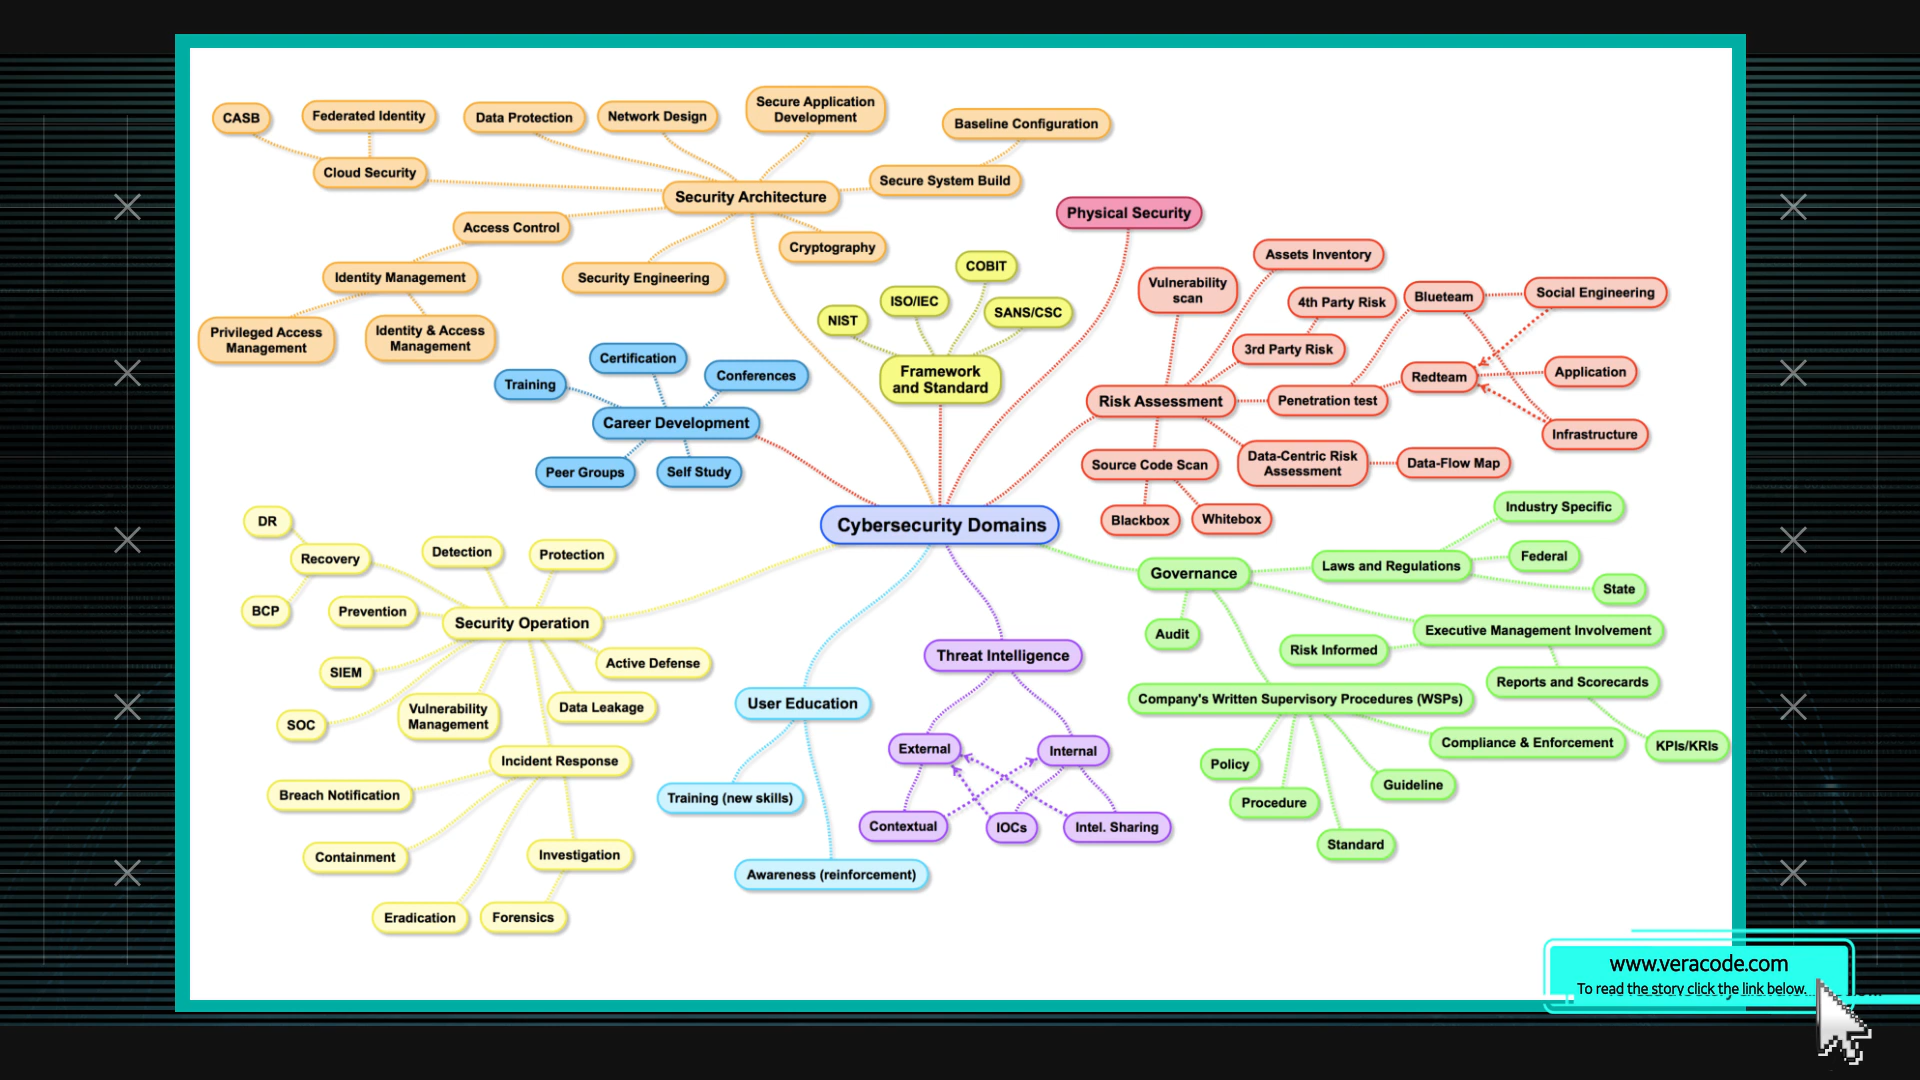 CASB
Federated Identity
Data Protection
Network Design
Secure Application
Development
Baseline Configuration
Cloud Security
Secure System Build
Security Architecture
Access Control
Cryptography
Identity Management
Security Engineering
Privileged Access
Management
Identity & Access
Management
Physical Security
COBIT
ISO/IEC
SANS/CSC
NIST
Framework
and Standard
Certification
Training
Conferences
Career Development
Peer Groups
Self Study
Assets Inventory
Vulnerability
scan
4th Party Risk
Blueteam
Social Engineering
3rd Party Risk
Redteam
Application
Risk Assessment
Penetration test
Infrastructure
Source Code Scan
Data-Centric Risk
Assessment
Data-Flow Map
Blackbox
Whitebox
Cybersecurity Domains
DR
Recovery
Detection
Protection
BCP
Prevention
Security Operation
SIEM
Active Defense
SOC
Vulnerability
Management
Data Leakage
Incident Response
Breach Notification
Containment
Investigation
Eradication
Forensics
User Education
Training (new skills)
Awareness (reinforcement)
Threat Intelligence
External
Internal
Contextual
IOCs
Intel. Sharing
Industry Specific
Governance
Laws and Regulations
Federal
State
Audit
Executive Management Involvement
Risk Informed
Reports and Scorecards
Company's Written Supervisory Procedures (WSPs)
Compliance & Enforcement
KPIs/KRIs
Policy
Guideline
Procedure
Standard
www.veracode.com
To read the story click the link below.